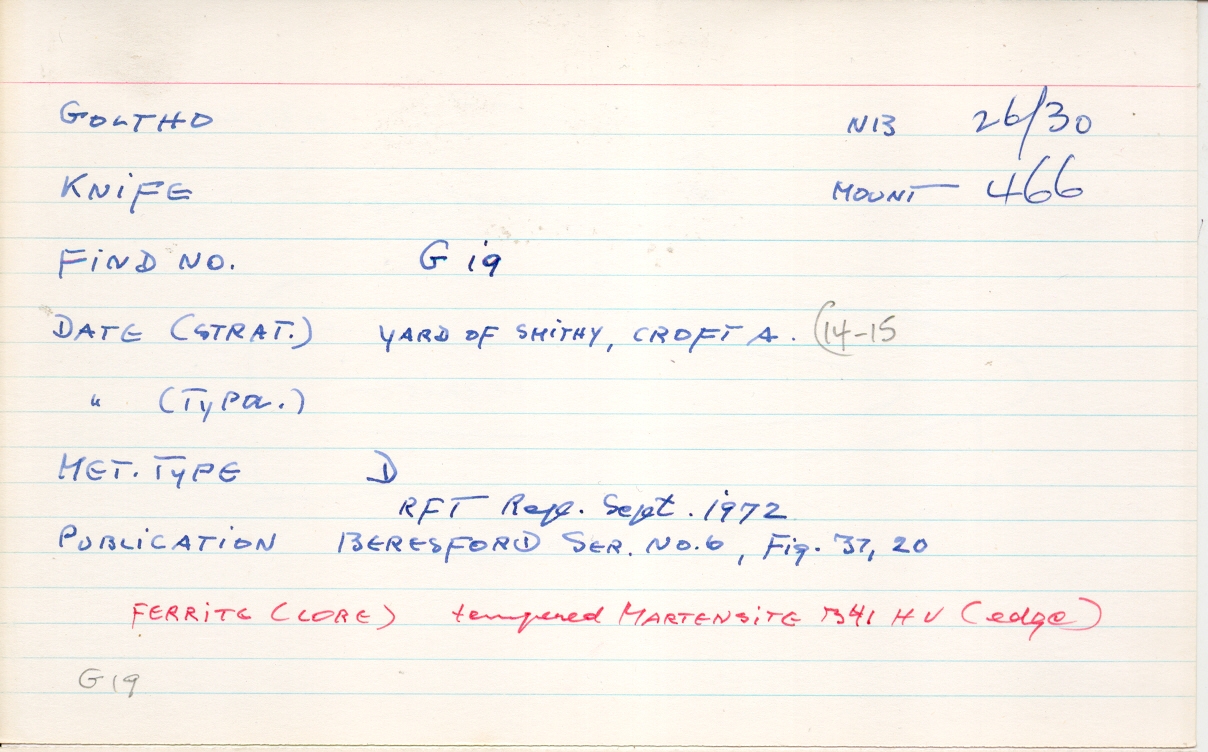 GOLTHO NB 26/30
KNIFE MOUNT 466
FIND NO. G 19
DATE (STRAT.) YARD OF SMITHY, CROFT A. (14-15
" (TYPOL.)
MET. TYPE D
RFT Rep. Sept. 1972
PUBLICATION BERESFORD SER. NO. 6, Fig. 37, 20
FERRITE (CORE) tempered MARTENSITE 341 HV (edge)
G19